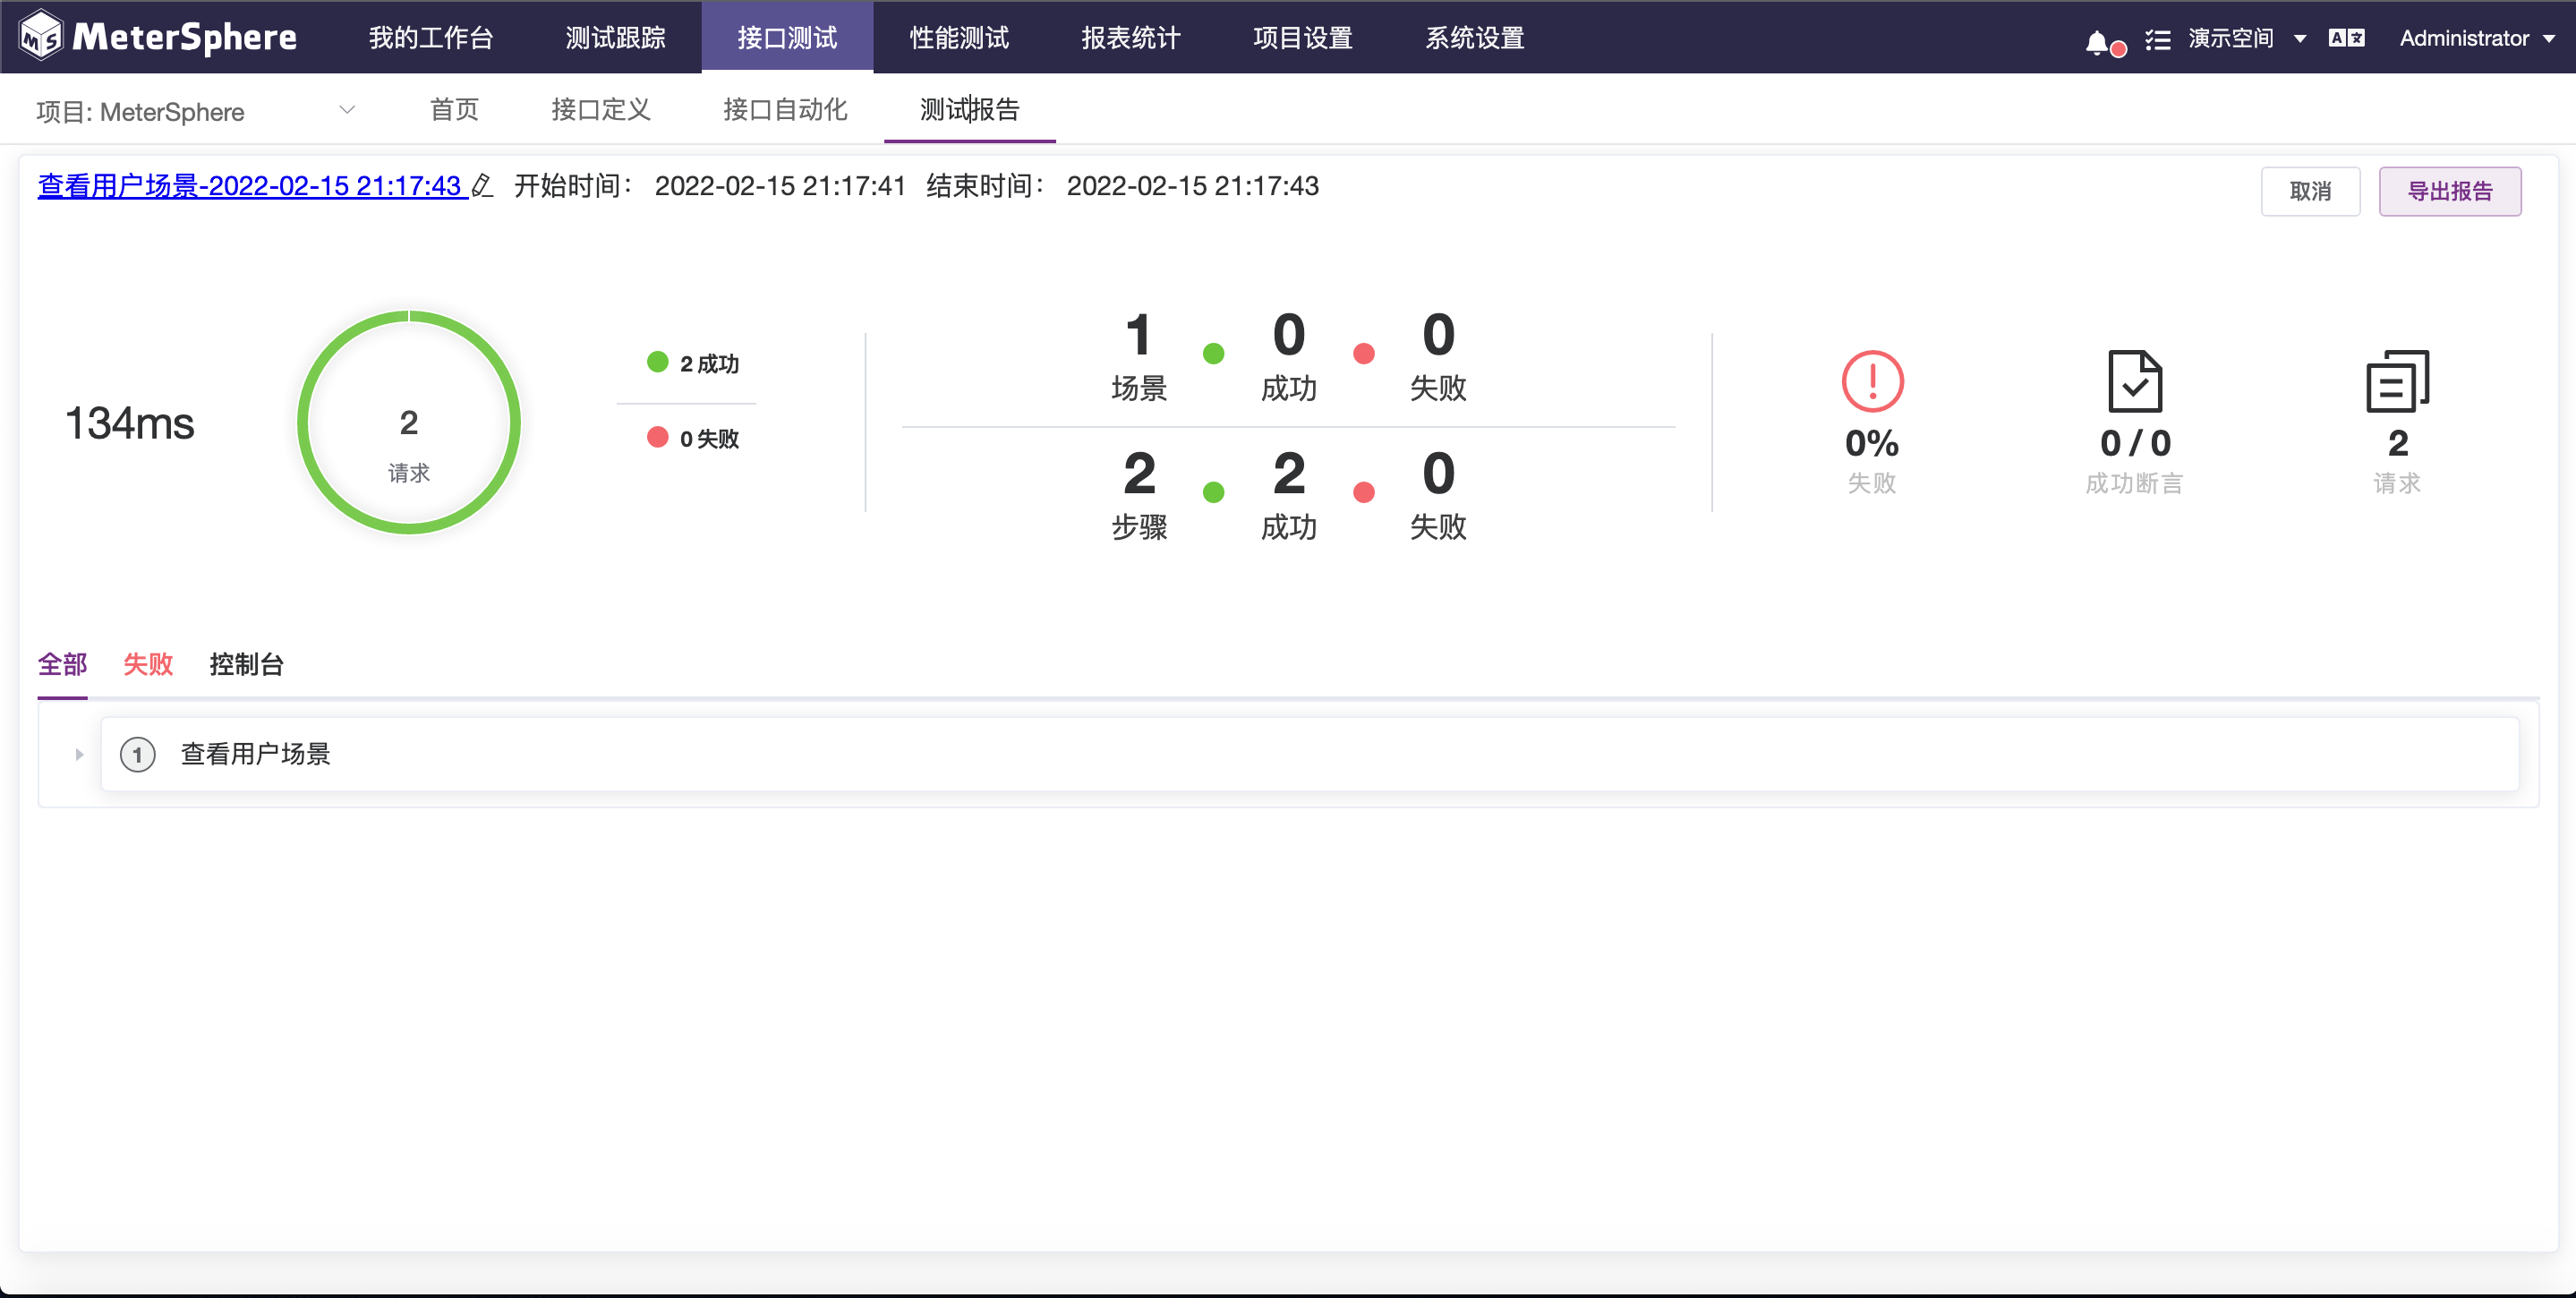 MeterSphere 我的工作台 测试跟踪 接口测试 性能测试 报表统计 项目设置 系统设置 演示空间 Administrator
项目: MeterSphere 首页 接口定义 接口自动化 测试报告
查看用户场景-2022-02-15 21:17:43 开始时间: 2022-02-15 21:17:41 结束时间: 2022-02-15 21:17:43 取消 导出报告
134ms
2
请求
2 成功
0 失败
1 0 0
场景 成功 失败
2 2 0
步骤 成功 失败
0% 0 / 0 2
失败 成功断言 请求
全部 失败 控制台
1 查看用户场景